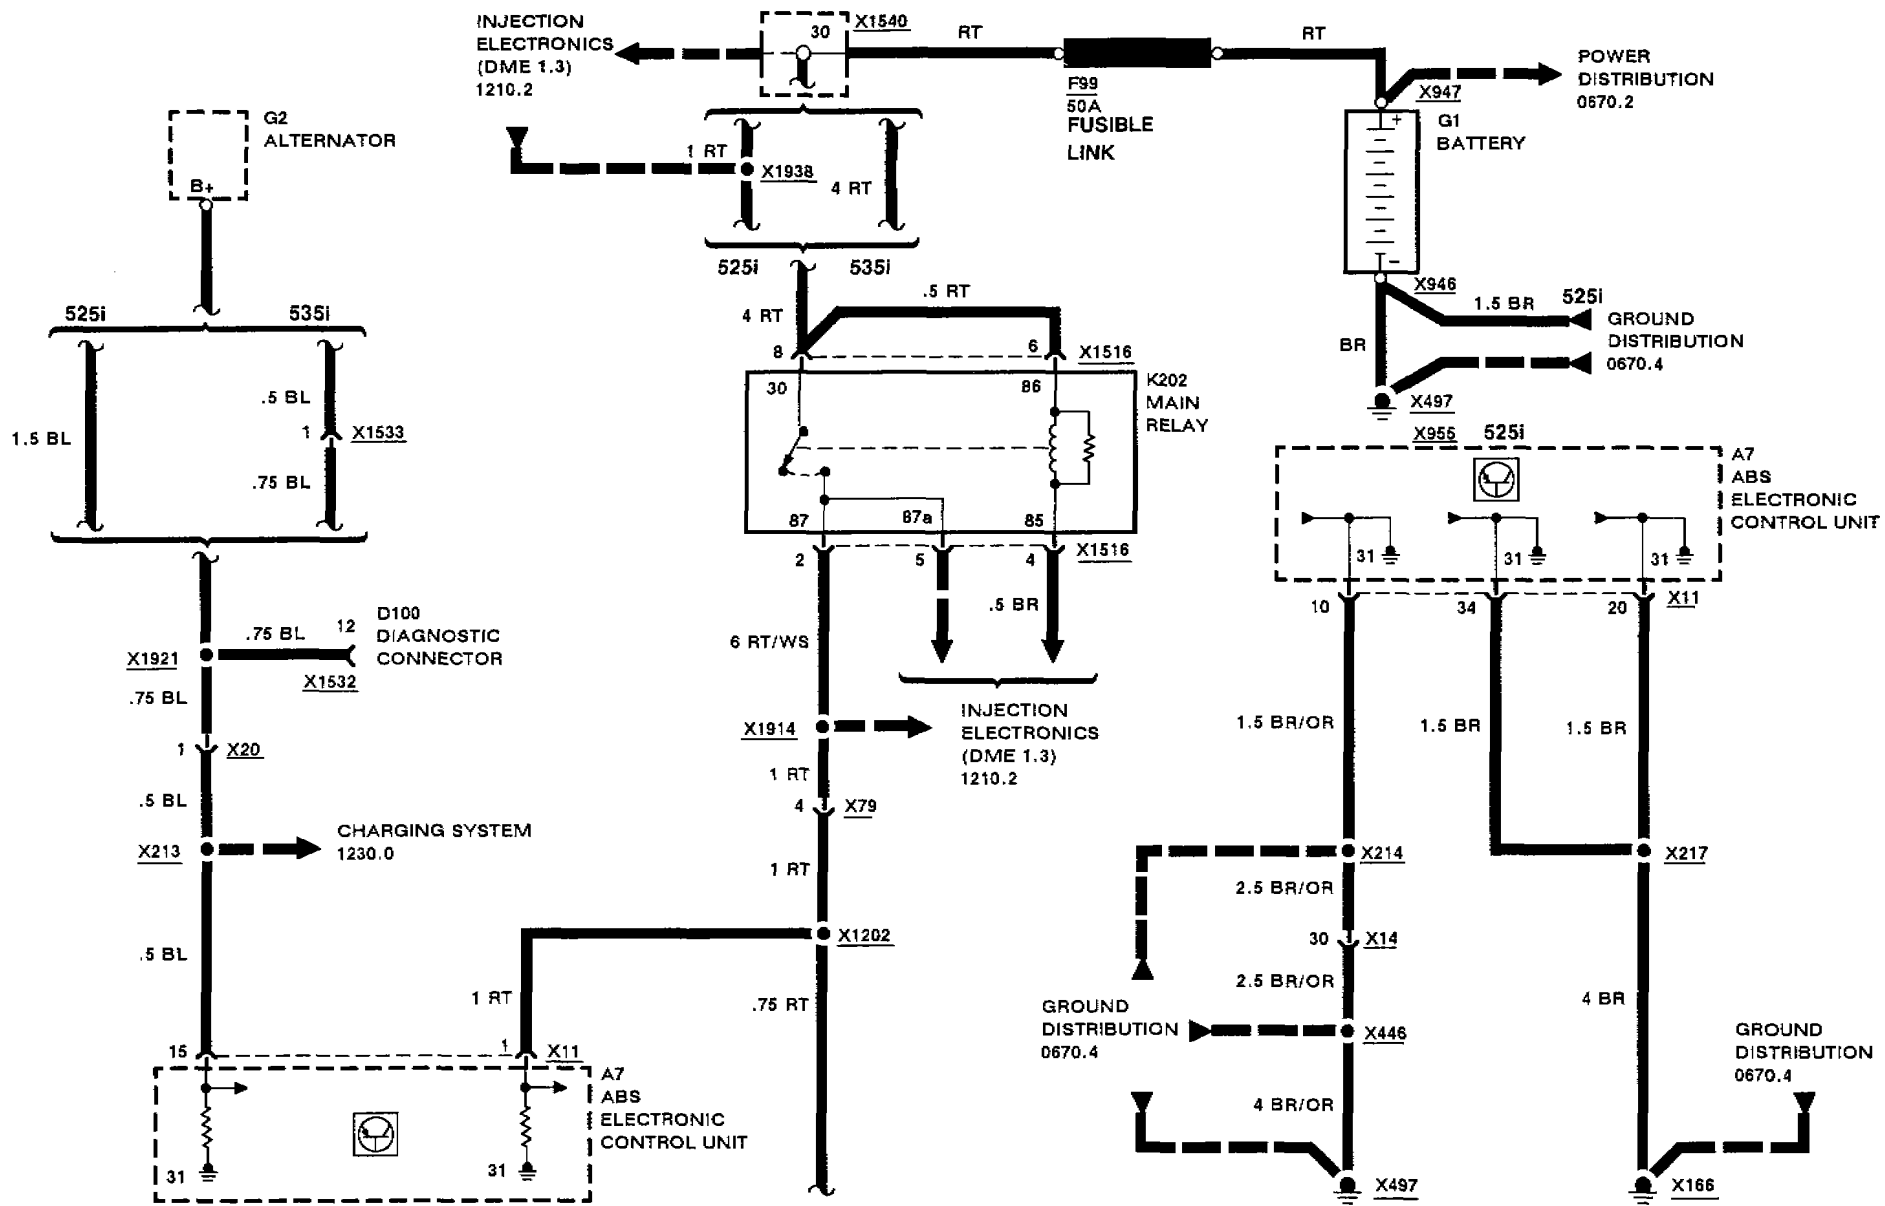 INJECTION
ELECTRONICS
(DME 1.3)
1210.2
30
X1540
RT
F99
50A
FUSIBLE
LINK
RT
POWER
DISTRIBUTION
0670.2
X947
+
G1
BATTERY
-
X946
1.5 BR
525i
GROUND
DISTRIBUTION
0670.4
BR
X497
G2
ALTERNATOR
B+
1 RT
X1938
4 RT
525i
535i
525i
535i
1.5 BL
.5 BL
1
X1533
.75 BL
4 RT
.5 RT
8
6
X1516
30
86
K202
MAIN
RELAY
87
87a
85
2
5
4
X1516
.5 BR
6 RT/WS
X955
525i
A7
ABS
ELECTRONIC
CONTROL UNIT
31
31
31
10
34
20
X11
D100
DIAGNOSTIC
CONNECTOR
12
.75 BL
X1921
X1532
.75 BL
1
X20
.5 BL
X213
CHARGING SYSTEM
1230.0
.5 BL
X1914
INJECTION
ELECTRONICS
(DME 1.3)
1210.2
1 RT
4
X79
1 RT
X1202
1 RT
.75 RT
15
1
X11
A7
ABS
ELECTRONIC
CONTROL UNIT
31
31
1.5 BR/OR
1.5 BR
1.5 BR
X214
X217
2.5 BR/OR
30
X14
2.5 BR/OR
GROUND
DISTRIBUTION
0670.4
X446
4 BR
4 BR/OR
GROUND
DISTRIBUTION
0670.4
X497
X166